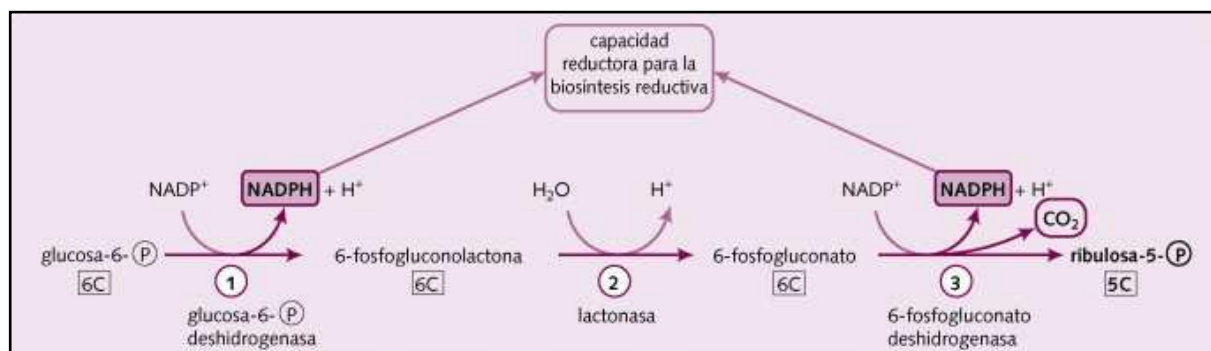 capacidad
reductora para la
biosíntesis reductiva
NADP⁺ NADPH + H⁺ H₂O H⁺ NADP⁺ NADPH + H⁺
CO₂
glucosa-6-P 6-fosfogluconolactona 6-fosfogluconato ribulosa-5-P
6C 1 6C 2 6C 3 5C
glucosa-6-P lactonasa 6-fosfogluconato
deshidrogenasa deshidrogenasa